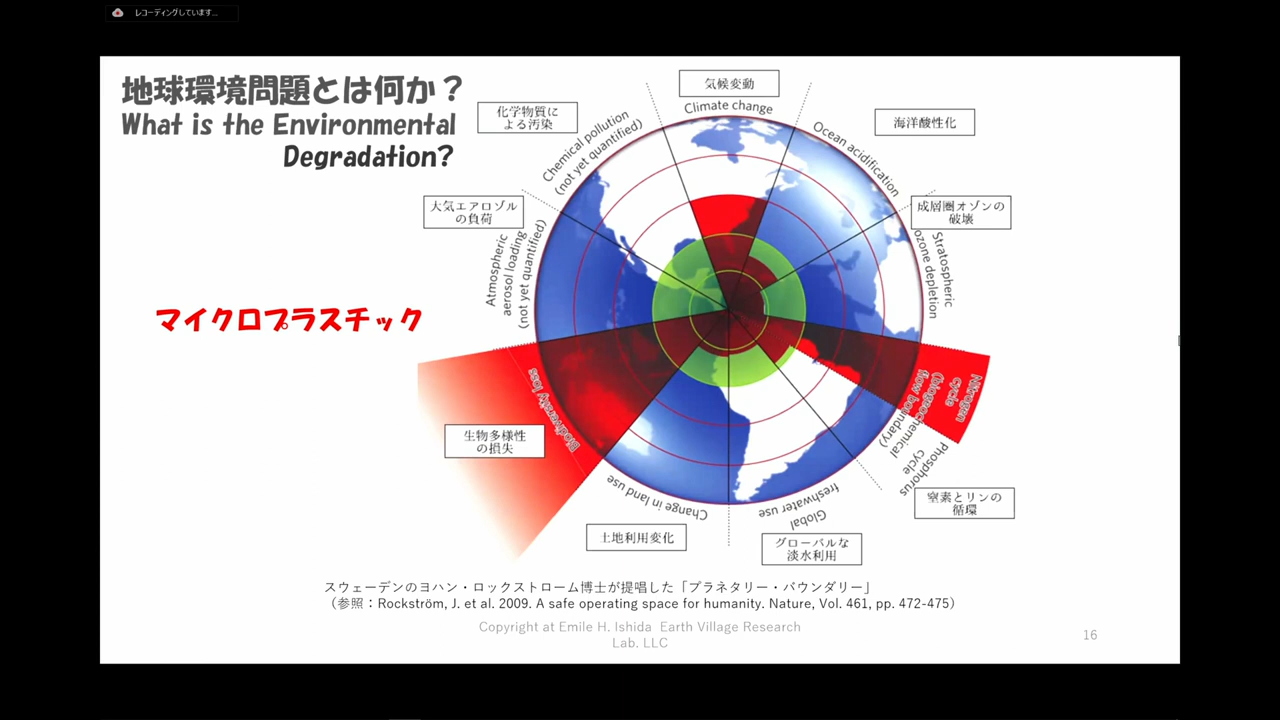 レコーディングしています...
地球環境問題とは何か？
What is the Environmental
Degradation?
気候変動
Climate change
化学物質に
よる汚染
Chemical pollution
(not yet quantified)
海洋酸性化
Ocean acidification
大気エアロゾル
の負荷
Atmospheric
aerosol loading
(not yet quantified)
成層圏オゾンの
破壊
Stratospheric
ozone depletion
マイクロプラスチック
Nitrogen
cycle
(biogeochemical
flow boundary)
Phosphorus
cycle
窒素とリンの
循環
Biodiversity loss
生物多様性
の損失
Change in land use
土地利用変化
Global
freshwater use
グローバルな
淡水利用
スウェーデンのヨハン・ロックストローム博士が提唱した「プラネタリー・バウンダリー」
（参照：Rockström, J. et al. 2009. A safe operating space for humanity. Nature, Vol. 461, pp. 472-475）
Copyright at Emile H. Ishida Earth Village Research
Lab. LLC
16